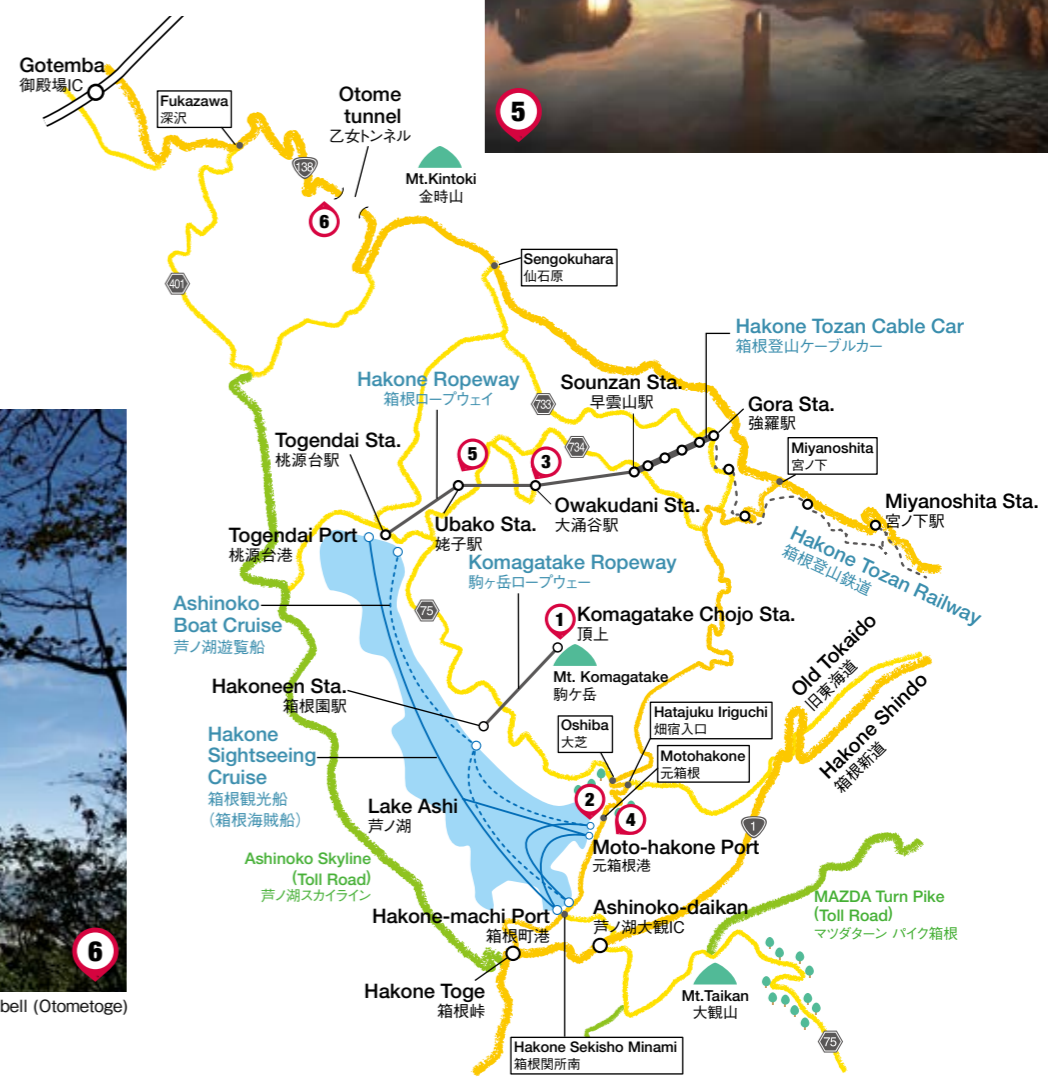 5
Gotemba
御殿場IC
Fukazawa
深沢
Otome
tunnel
乙女トンネル
138
Mt.Kintoki
金時山
6
401
Sengokuhara
仙石原
Hakone Tozan Cable Car
箱根登山ケーブルカー
Hakone Ropeway
箱根ロープウェイ
Sounzan Sta.
早雲山駅
733
Gora Sta.
強羅駅
Togendai Sta.
桃源台駅
5
3
734
Miyanoshita
宮ノ下
Owakudani Sta.
大涌谷駅
Miyanoshita Sta.
宮ノ下駅
Ubako Sta.
姥子駅
Togendai Port
桃源台港
Hakone Tozan Railway
箱根登山鉄道
Komagatake Ropeway
駒ヶ岳ロープウェー
Ashinoko
Boat Cruise
芦ノ湖遊覧船
75
1
Komagatake Chojo Sta.
頂上
Mt. Komagatake
駒ケ岳
Old Tokaido
旧東海道
Hakoneen Sta.
箱根園駅
Hakone Shindo
箱根新道
Oshiba
大芝
Hatajuku Iriguchi
畑宿入口
Motohakone
元箱根
Hakone
Sightseeing
Cruise
箱根観光船
(箱根海賊船)
Lake Ashi
芦ノ湖
2
4
1
Moto-hakone Port
元箱根港
Ashinoko Skyline
(Toll Road)
芦ノ湖スカイライン
MAZDA Turn Pike
(Toll Road)
マツダターン パイク箱根
Hakone-machi Port
箱根町港
Ashinoko-daikan
芦ノ湖大観IC
6
bell (Otometoge)
Hakone Toge
箱根峠
Mt.Taikan
大観山
Hakone Sekisho Minami
箱根関所南
75